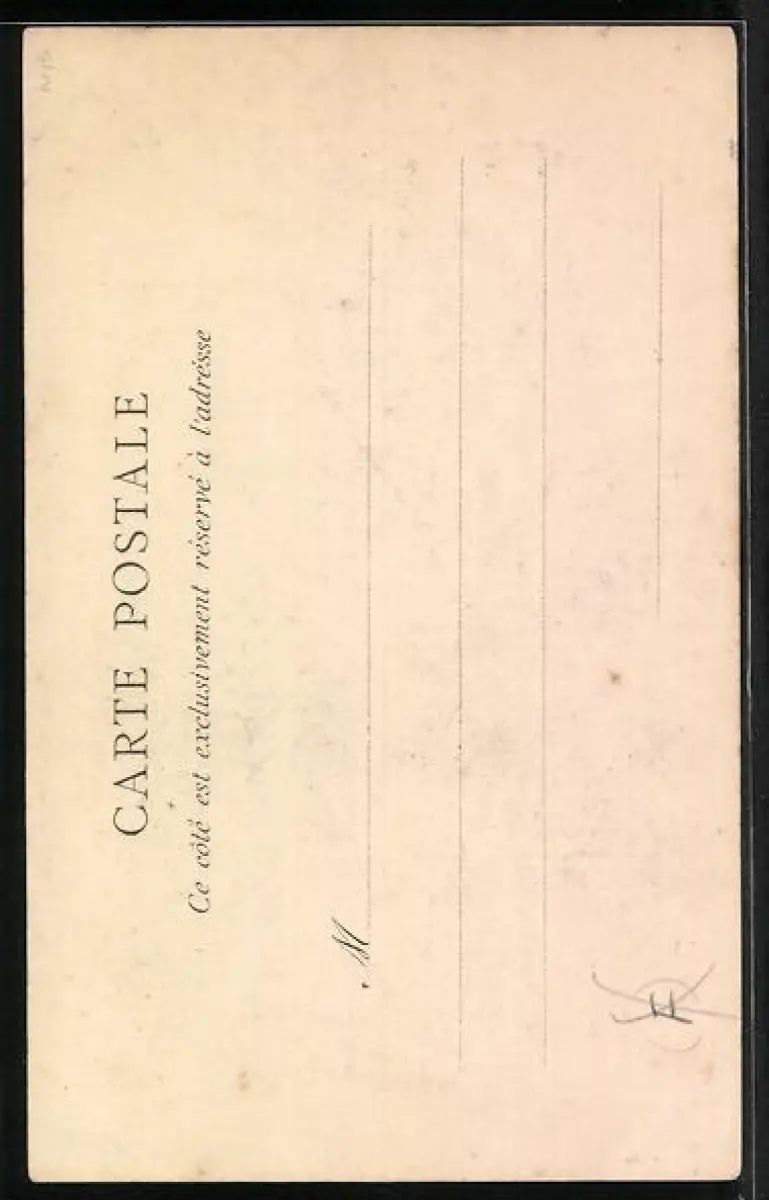 CARTE POSTALE
Ce côté est exclusivement réservé à l'adresse
M